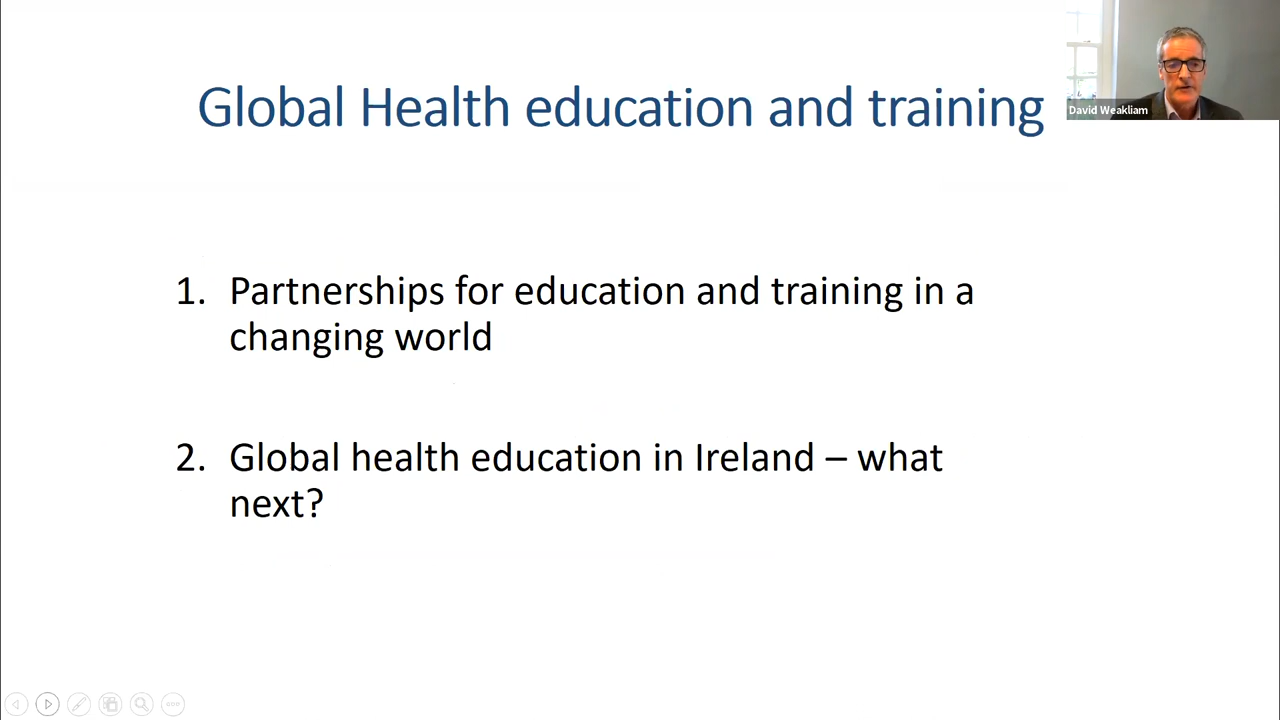 Global Health education and training
David Weakliam
1. Partnerships for education and training in a
changing world
2. Global health education in Ireland – what
next?